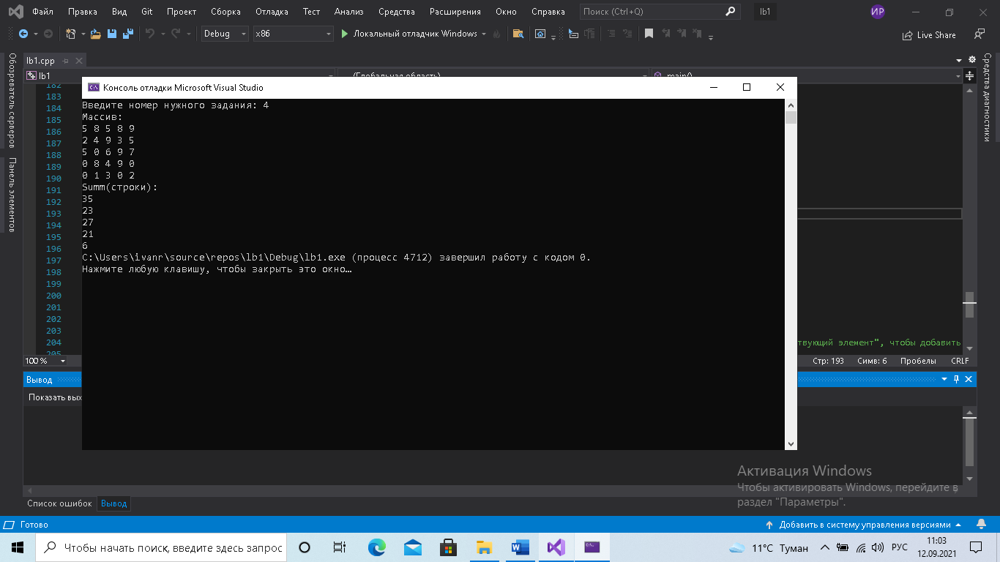 Файл Правка Вид Git Проект Сборка Отладка Тест Анализ Средства Расширения Окно Справка Поиск (Ctrl+Q) lb1 ИР
Debug x86 Локальный отладчик Windows Live Share
lb1.cpp
lb1 (Глобальная область) main()
Обозреватель серверов
Панель элементов
Средства диагностики
Консоль отладки Microsoft Visual Studio
Введите номер нужного задания: 4
Массив:
5 8 5 8 9
2 4 9 3 5
5 0 6 9 7
0 8 4 9 0
0 1 3 0 2
Summ(строки):
35
23
27
21
6
C:\Users\ivanr\source\repos\lb1\Debug\lb1.exe (процесс 4712) завершил работу с кодом 0.
Нажмите любую клавишу, чтобы закрыть это окно…
182
183
184
185
186
187
188
189
190
191
192
193
194
195
196
197
198
199
200
201
202
203
204
205
твующий элемент", чтобы добавить
100 % Стр: 193 Симв: 6 Пробелы CRLF
Вывод
Показать вых
Список ошибок Вывод
Активация Windows
Чтобы активировать Windows, перейдите в
раздел "Параметры".
Готово Добавить в систему управления версиями
Чтобы начать поиск, введите здесь запрос 11°C Туман РУС 11:03
12.09.2021